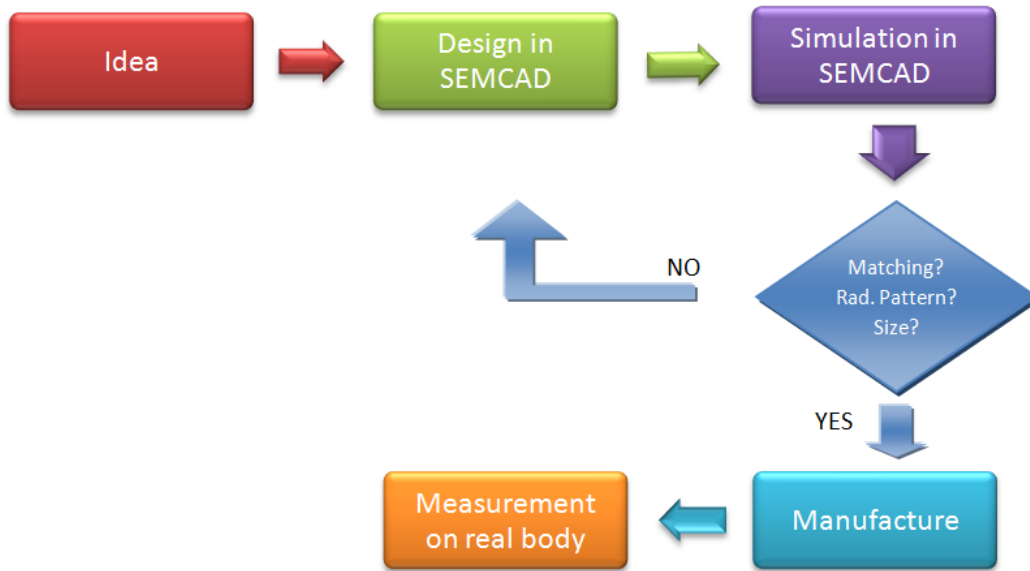 Idea
Design in
SEMCAD
Simulation in
SEMCAD
Matching?
Rad. Pattern?
Size?
NO
YES
Manufacture
Measurement
on real body